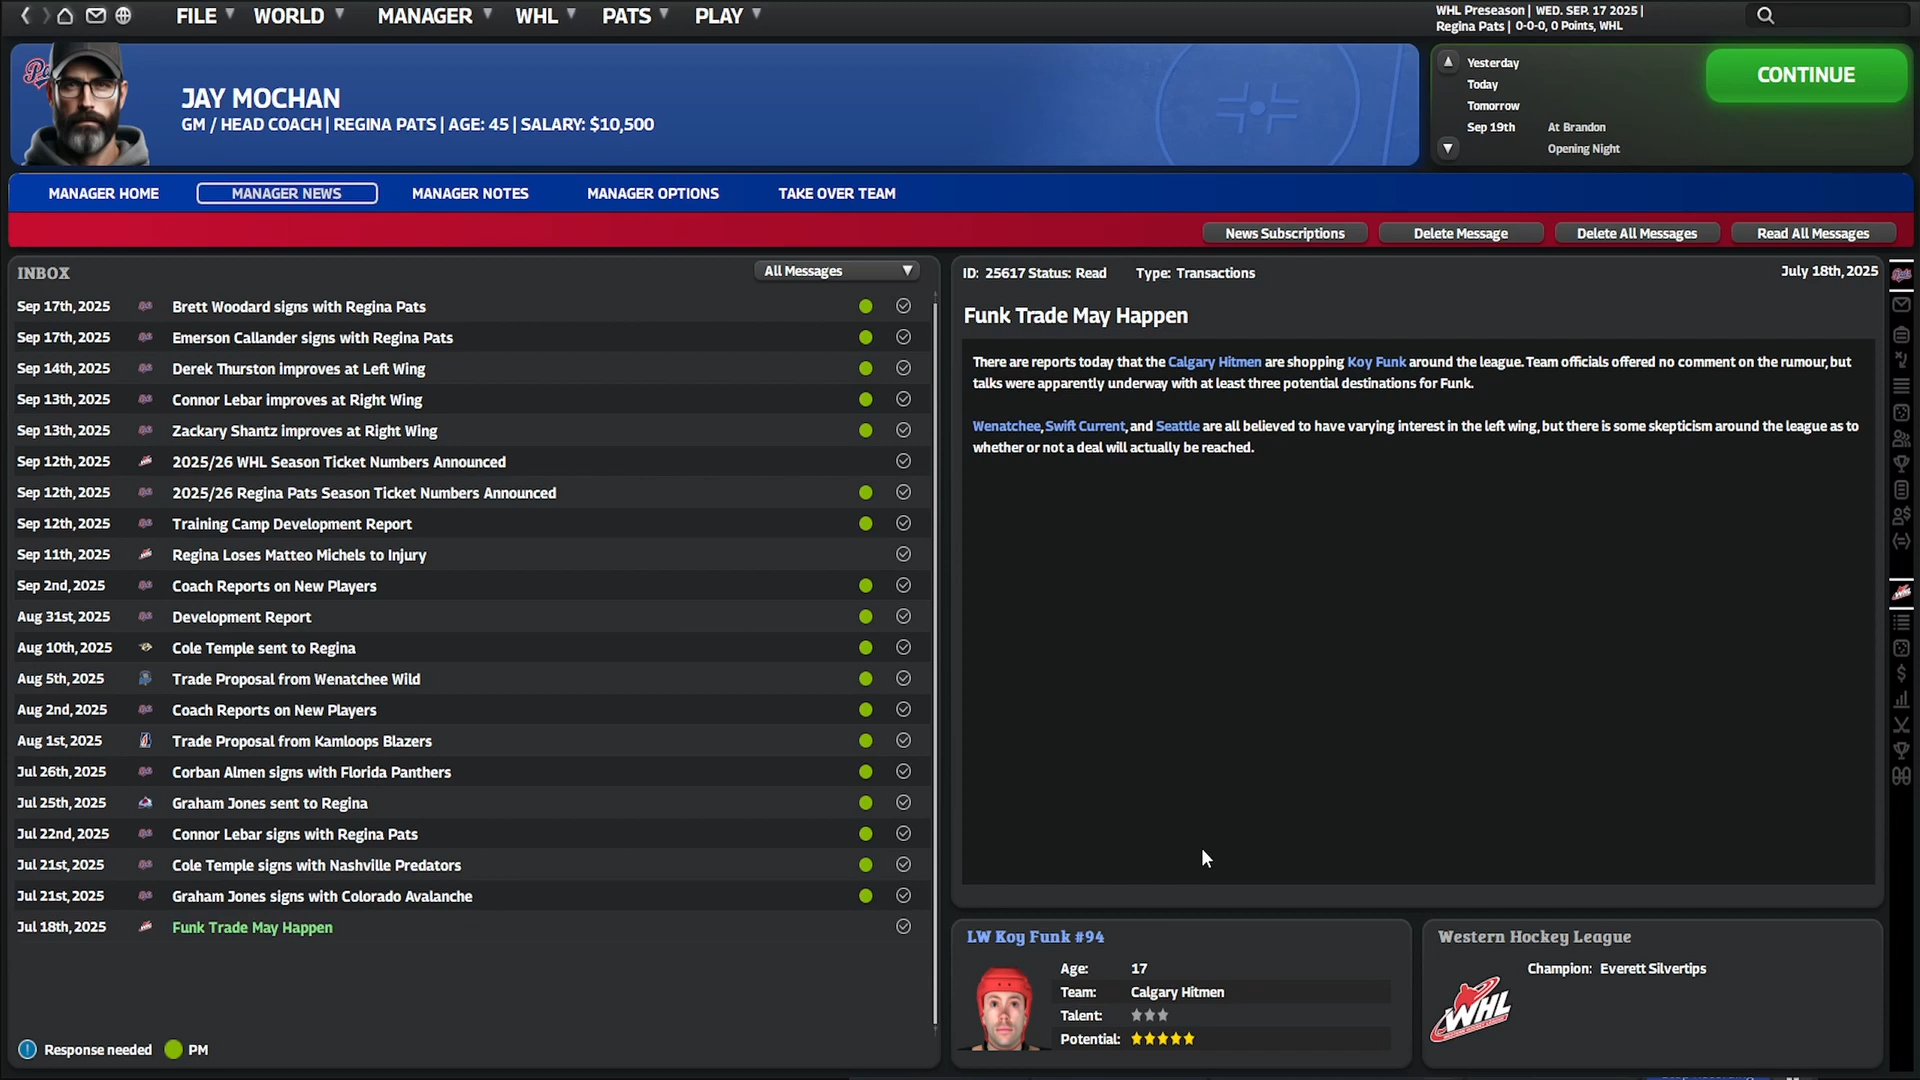 FILE WORLD MANAGER WHL PATS PLAY
WHL Preseason | WED. SEP. 17 2025 |
Regina Pats | 0-0-0, 0 Points, WHL
JAY MOCHAN
GM / HEAD COACH | REGINA PATS | AGE: 45 | SALARY: $10,500
Yesterday
Today
Tomorrow
Sep 19th At Brandon
Opening Night
CONTINUE
MANAGER HOME MANAGER NEWS MANAGER NOTES MANAGER OPTIONS TAKE OVER TEAM
News Subscriptions Delete Message Delete All Messages Read All Messages
INBOX All Messages
Sep 17th, 2025 Brett Woodard signs with Regina Pats
Sep 17th, 2025 Emerson Callander signs with Regina Pats
Sep 14th, 2025 Derek Thurston improves at Left Wing
Sep 13th, 2025 Connor Lebar improves at Right Wing
Sep 13th, 2025 Zackary Shantz improves at Right Wing
Sep 12th, 2025 2025/26 WHL Season Ticket Numbers Announced
Sep 12th, 2025 2025/26 Regina Pats Season Ticket Numbers Announced
Sep 12th, 2025 Training Camp Development Report
Sep 11th, 2025 Regina Loses Matteo Michels to Injury
Sep 2nd, 2025 Coach Reports on New Players
Aug 31st, 2025 Development Report
Aug 10th, 2025 Cole Temple sent to Regina
Aug 5th, 2025 Trade Proposal from Wenatchee Wild
Aug 2nd, 2025 Coach Reports on New Players
Aug 1st, 2025 Trade Proposal from Kamloops Blazers
Jul 26th, 2025 Corban Almen signs with Florida Panthers
Jul 25th, 2025 Graham Jones sent to Regina
Jul 22nd, 2025 Connor Lebar signs with Regina Pats
Jul 21st, 2025 Cole Temple signs with Nashville Predators
Jul 21st, 2025 Graham Jones signs with Colorado Avalanche
Jul 18th, 2025 Funk Trade May Happen
Response needed PM
ID: 25617 Status: Read Type: Transactions July 18th, 2025
Funk Trade May Happen
There are reports today that the Calgary Hitmen are shopping Koy Funk around the league. Team officials offered no comment on the rumour, but
talks were apparently underway with at least three potential destinations for Funk.
Wenatchee, Swift Current, and Seattle are all believed to have varying interest in the left wing, but there is some skepticism around the league as to
whether or not a deal will actually be reached.
LW Koy Funk #94
Age: 17
Team: Calgary Hitmen
Talent:
Potential:
Western Hockey League
Champion: Everett Silvertips
WHL